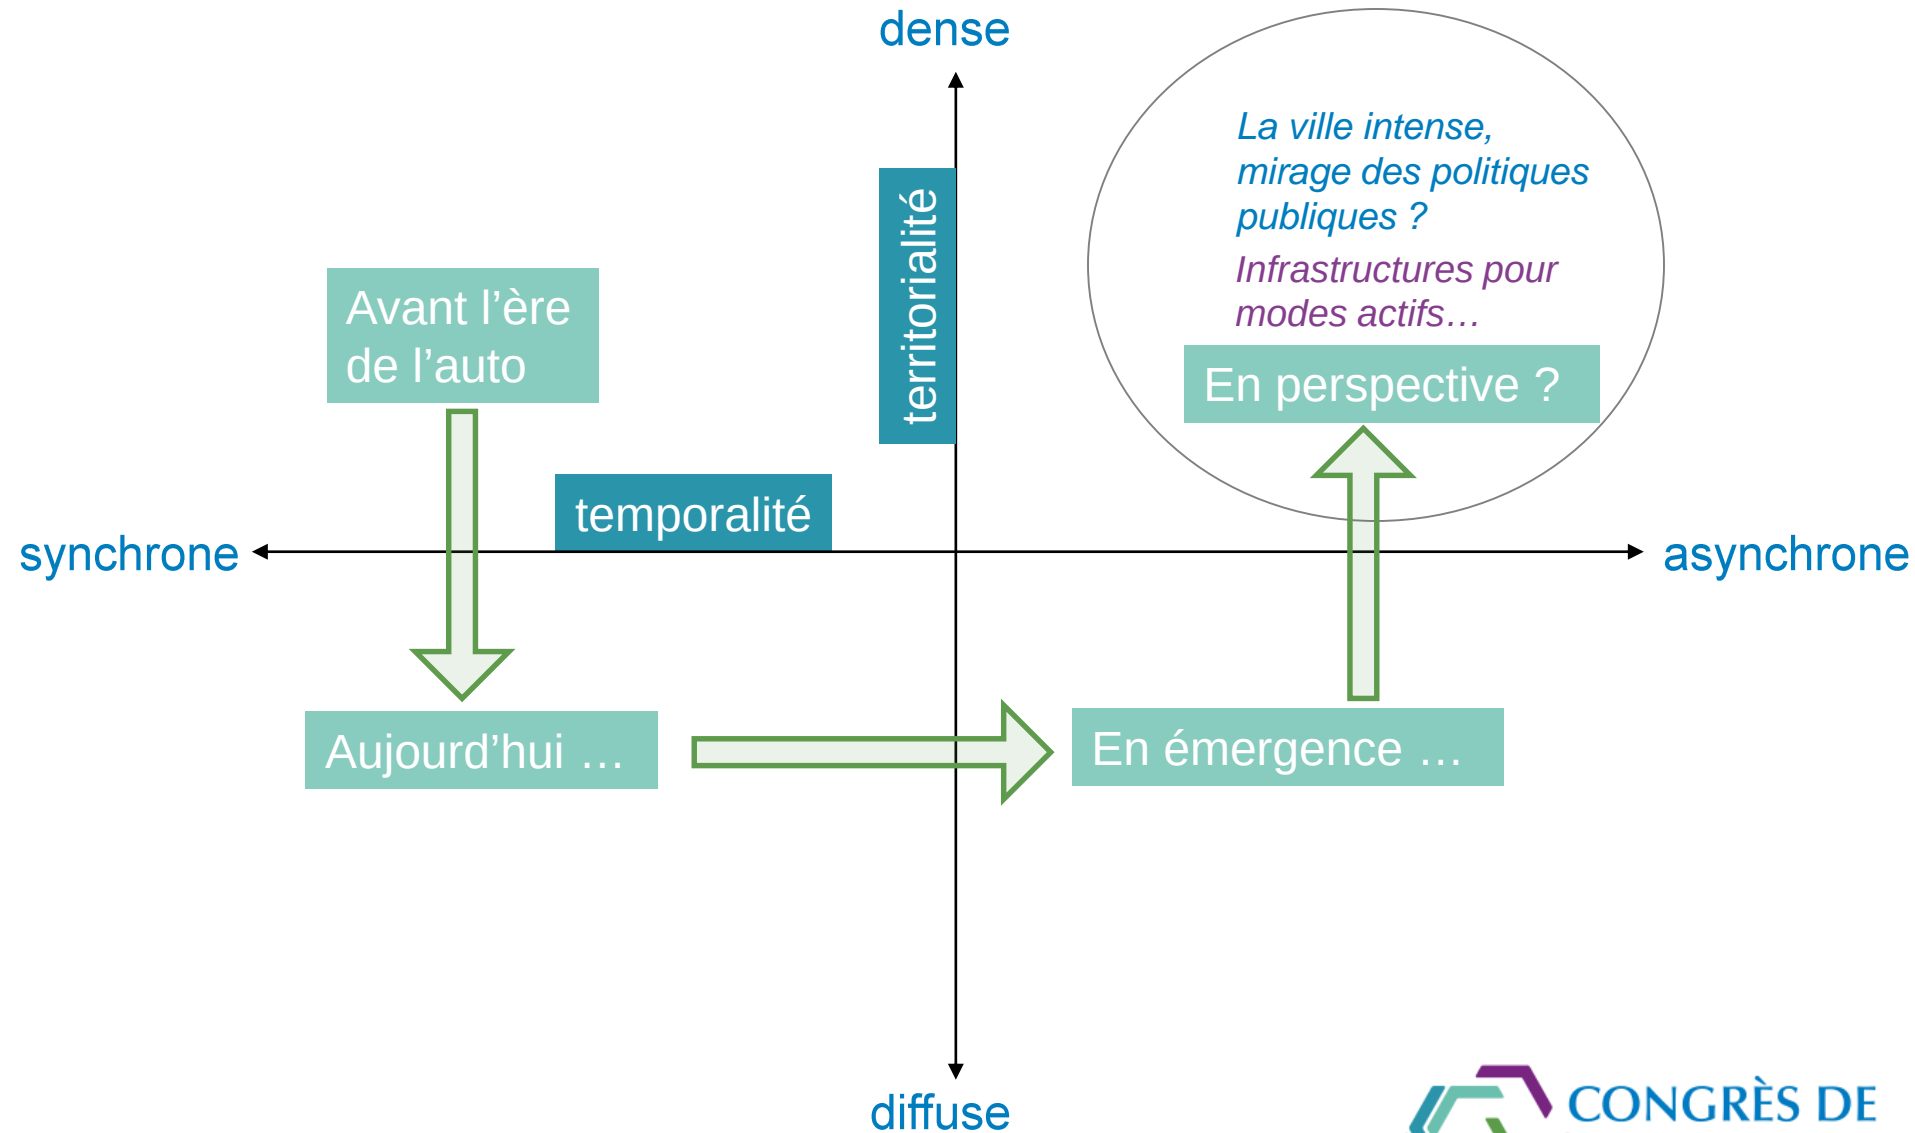 dense
La ville intense,
mirage des politiques
publiques ?
Infrastructures pour
modes actifs…
territorialité
Avant l’ère
de l’auto
En perspective ?
temporalité
synchrone
asynchrone
Aujourd’hui …
En émergence …
diffuse
CONGRÈS DE